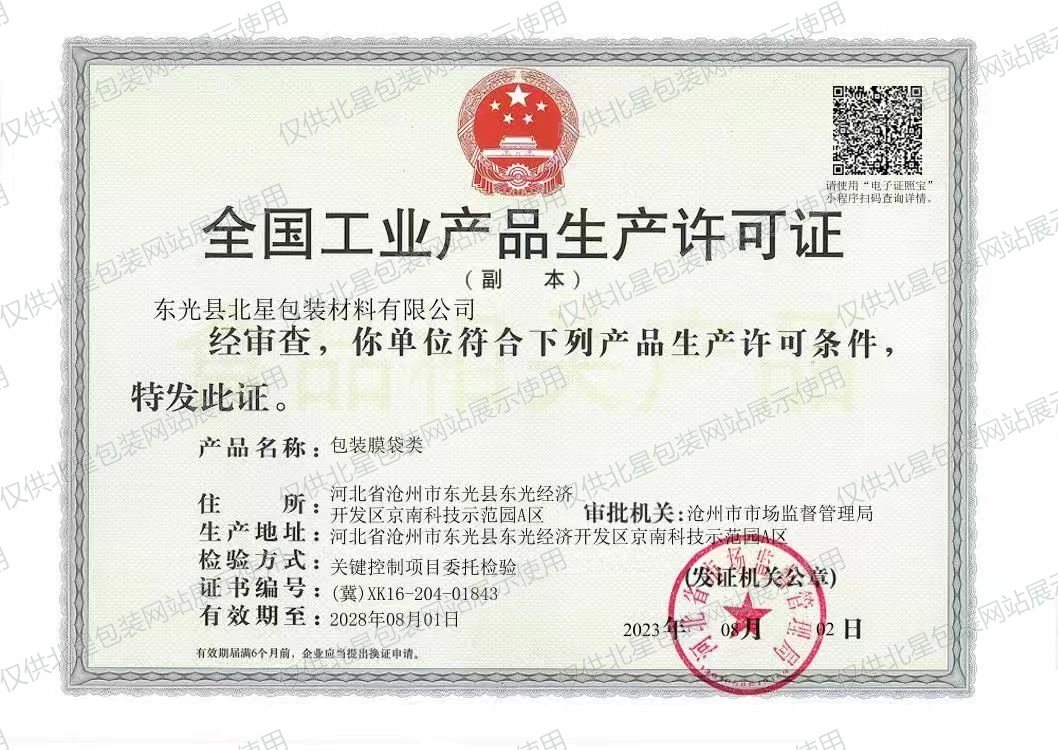 请使用“电子证照宝”
小程序扫码查询详情。
全国工业产品生产许可证
(副 本)
东光县北星包装材料有限公司
经审查，你单位符合下列产品生产许可条件，
特发此证。
产品名称：包装膜袋类
住 所：河北省沧州市东光县东光经济
开发区京南科技示范园A区
审批机关：沧州市市场监督管理局
生产地址：河北省沧州市东光县东光经济开发区京南科技示范园A区
检验方式：关键控制项目委托检验
(发证机关公章)
证书编号：(冀)XK16-204-01843
有效期至：2028年08月01日
2023年 08月 02日
河北省市场监督管理局
有效期届满6个月前，企业应当提出换证申请。
仅供北星包装网站展示使用